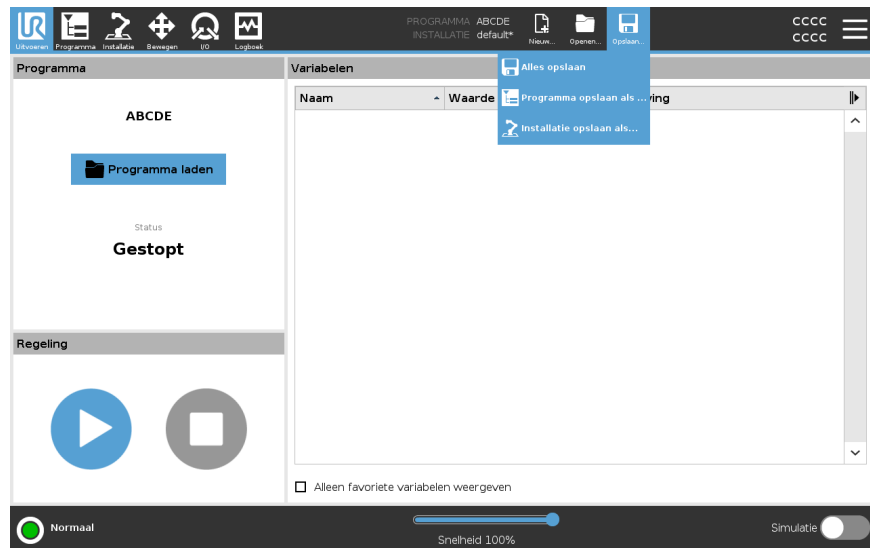 Uitvoeren Programma Installatie Bewegen I/O Logboek
PROGRAMMA ABCDE
INSTALLATIE default*
Nieuw... Openen... Opslaan...
CCCC
CCCC
Alles opslaan
Programma opslaan als ...
Installatie opslaan als...
Programma
ABCDE
Programma laden
Status
Gestopt
Regeling
Variabelen
Naam Waarde
Alleen favoriete variabelen weergeven
Normaal
Snelheid 100%
Simulatie